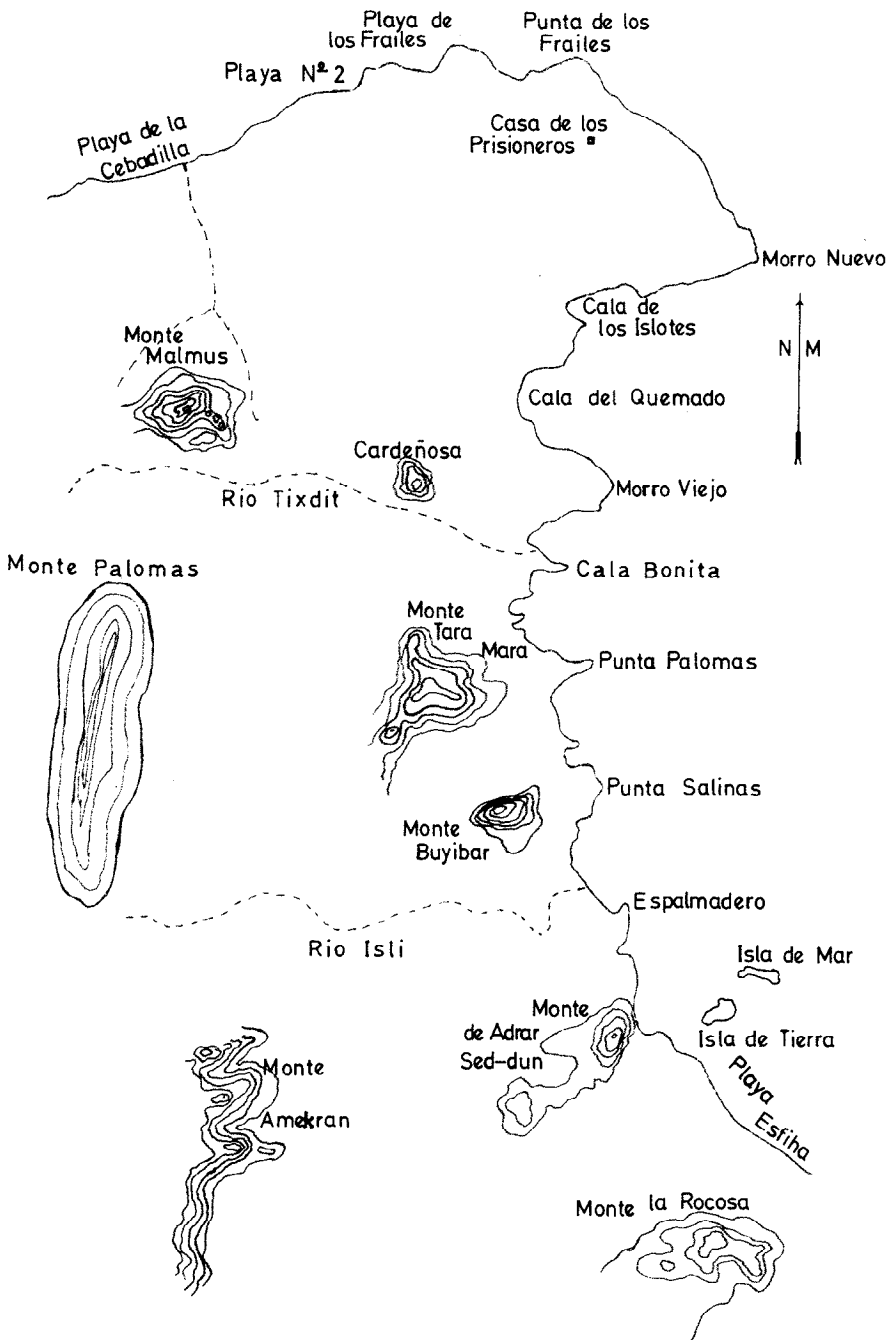 Playa de
los Frailes
Punta de los
Frailes
Playa Nº 2
Casa de los
Prisioneros
Playa de la
Cebadilla
Morro Nuevo
Cala de
los Islotes
N M
Monte
Malmus
Cala del Quemado
Cardeñosa
Morro Viejo
Rio Tixdit
Monte Palomas
Cala Bonita
Monte
Tara
Mara
Punta Palomas
Punta Salinas
Monte
Buyibar
Espalmadero
Rio Isli
Isla de Mar
Monte
de Adrar
Sed-dun
Isla de Tierra
Playa
Esfiha
Monte
Amekran
Monte la Rocosa